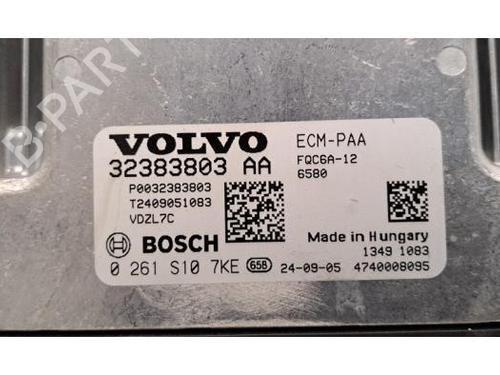 VOLVO
32383803 AA
P0032383803
T2409051083
VDZL7C
BOSCH
0 261 S10 7KE 658
ECM-PAA
FQC6A-12
6580
Made in Hungary
1349 1083
24-09-05 4740008095